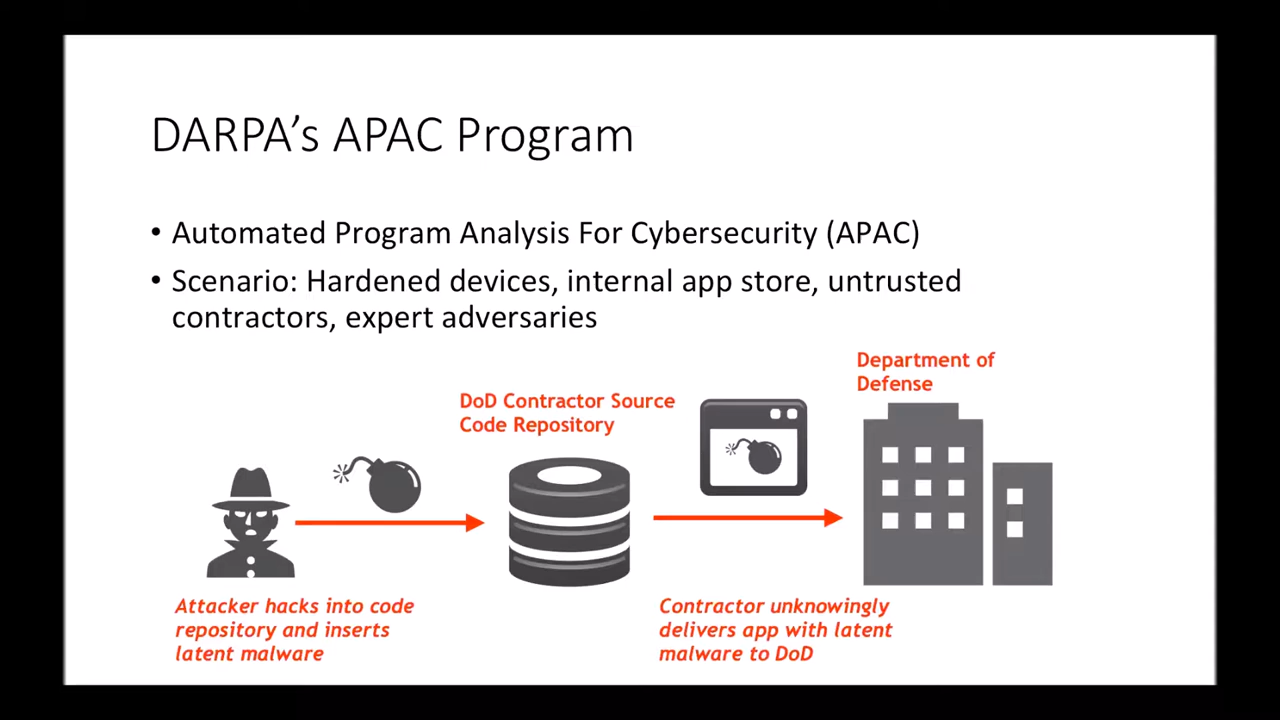 DARPA’s APAC Program
• Automated Program Analysis For Cybersecurity (APAC)
• Scenario: Hardened devices, internal app store, untrusted
contractors, expert adversaries
Department of
Defense
DoD Contractor Source
Code Repository
Attacker hacks into code
repository and inserts
latent malware
Contractor unknowingly
delivers app with latent
malware to DoD